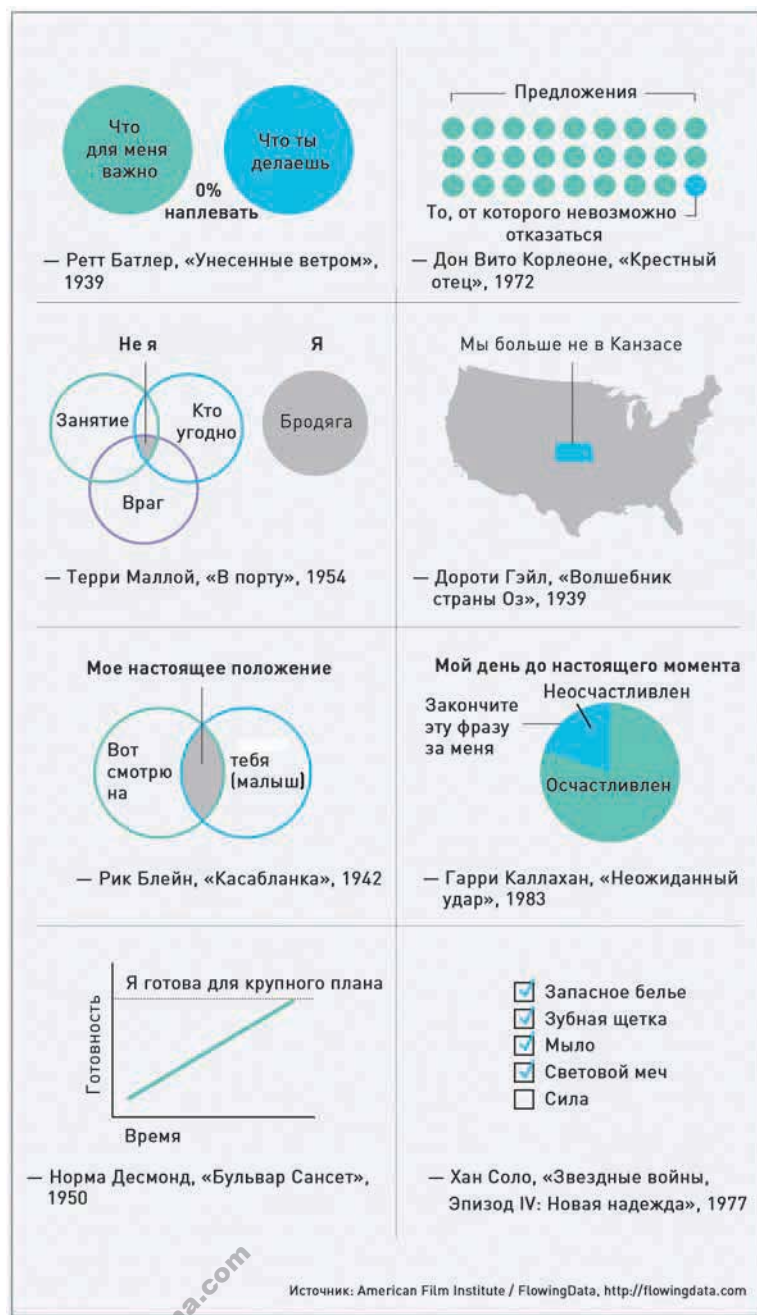 Что
для меня
важно
Что ты
делаешь
0%
наплевать
— Ретт Батлер, «Унесенные ветром»,
1939
Предложения
То, от которого невозможно
отказаться
— Дон Вито Корлеоне, «Крестный
отец», 1972
Не я
Я
Занятие
Кто
угодно
Бродяга
Враг
— Терри Маллой, «В порту», 1954
Мы больше не в Канзасе
— Дороти Гэйл, «Волшебник
страны Оз», 1939
Мое настоящее положение
Вот
смотрю
на
тебя
(малыш)
— Рик Блейн, «Касабланка», 1942
Мой день до настоящего момента
Неосчастливлен
Закончите
эту фразу
за меня
Осчастливлен
— Гарри Каллахан, «Неожиданный
удар», 1983
Я готова для крупного плана
Готовность
Время
— Норма Десмонд, «Бульвар Сансет»,
1950
Запасное белье
Зубная щетка
Мыло
Световой меч
Сила
— Хан Соло, «Звездные войны,
Эпизод IV: Новая надежда», 1977
Источник: American Film Institute / FlowingData, http://flowingdata.com